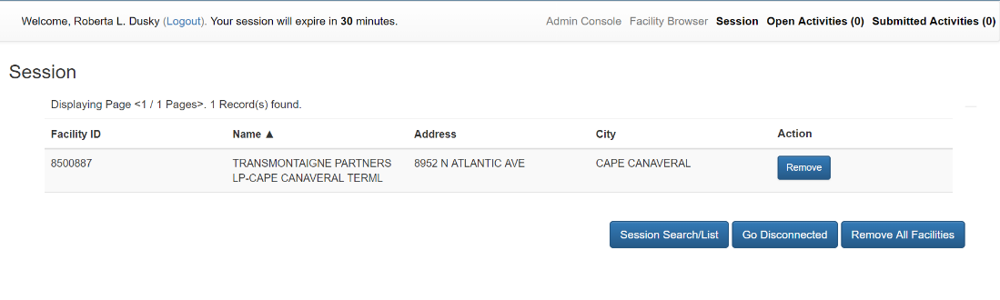 Welcome, Roberta L. Dusky (Logout). Your session will expire in 30 minutes. Admin Console Facility Browser Session Open Activities (0) Submitted Activities (0)
Session
Displaying Page <1 / 1 Pages>. 1 Record(s) found.
Facility ID Name ▲ Address City Action
8500887 TRANSMONTAIGNE PARTNERS 8952 N ATLANTIC AVE CAPE CANAVERAL Remove
LP-CAPE CANAVERAL TERML
Session Search/List Go Disconnected Remove All Facilities